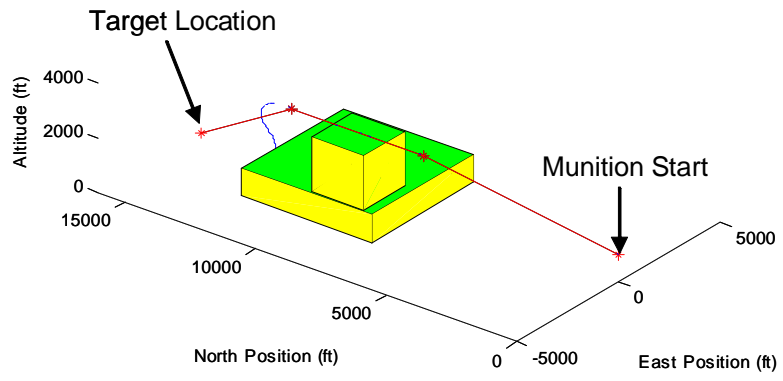 Target Location
4000
Altitude (ft)
2000
Munition Start
0
15000
5000
10000
0
5000
0
-5000
North Position (ft)
East Position (ft)